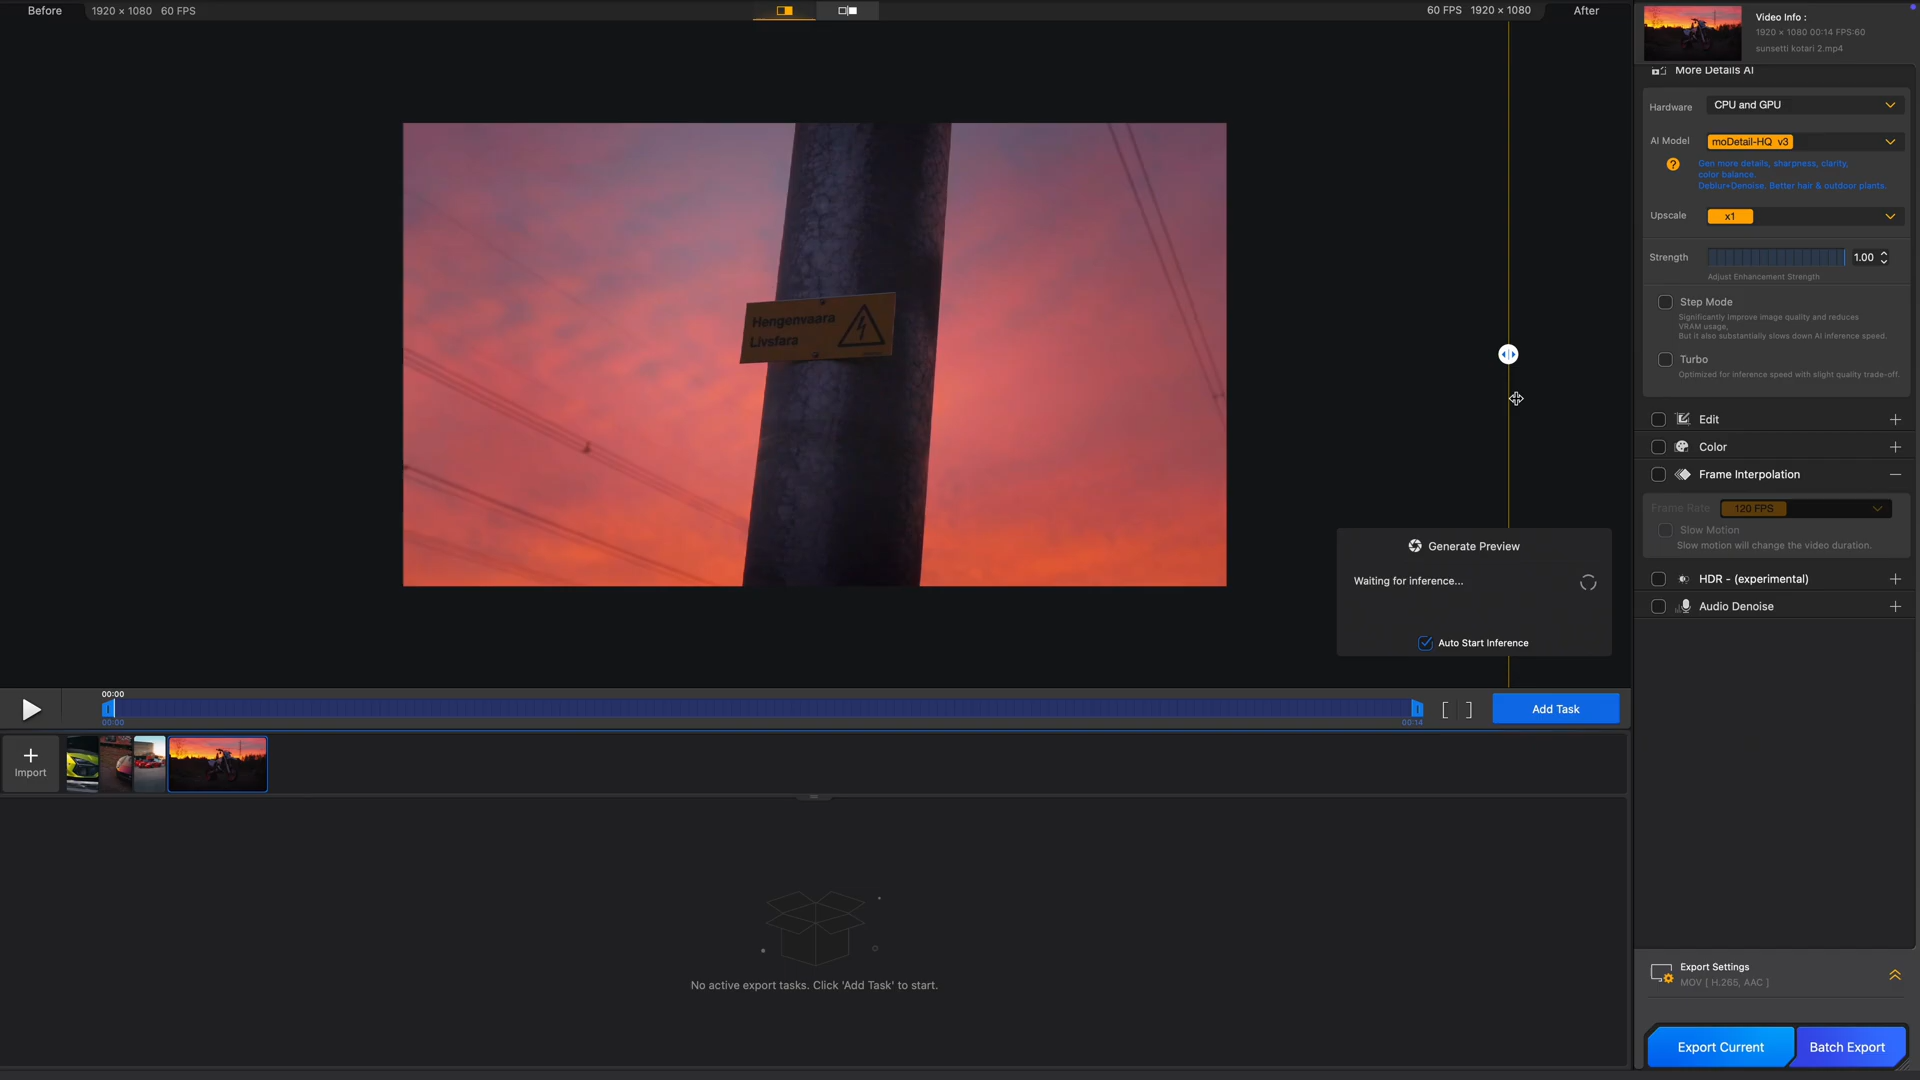 Before
1920 × 1080 60 FPS
60 FPS 1920 × 1080
After
Video Info :
1920 × 1080 00:14 FPS:60
sunsetti kotari 2.mp4
More Details AI
Hardware
CPU and GPU
AI Model
moDetail-HQ v3
?
Gen more details, sharpness, clarity,
color balance.
Deblur+Denoise. Better hair & outdoor plants.
Upscale
x1
Strength
1.00
Adjust Enhancement Strength
Step Mode
Significantly Improve image quality and reduces
VRAM usage,
But it also substantially slows down AI inference speed.
Turbo
Optimized for inference speed with slight quality trade-off.
Edit
Color
Frame Interpolation
Frame Rate
120 FPS
Slow Motion
Slow motion will change the video duration.
HDR - (experimental)
Audio Denoise
Hengenvaara
Livsfara
Generate Preview
Waiting for inference...
Auto Start Inference
00:00
00:00
00:14
[ ]
Add Task
Import
No active export tasks. Click 'Add Task' to start.
Export Settings
MOV [ H.265, AAC ]
Export Current
Batch Export